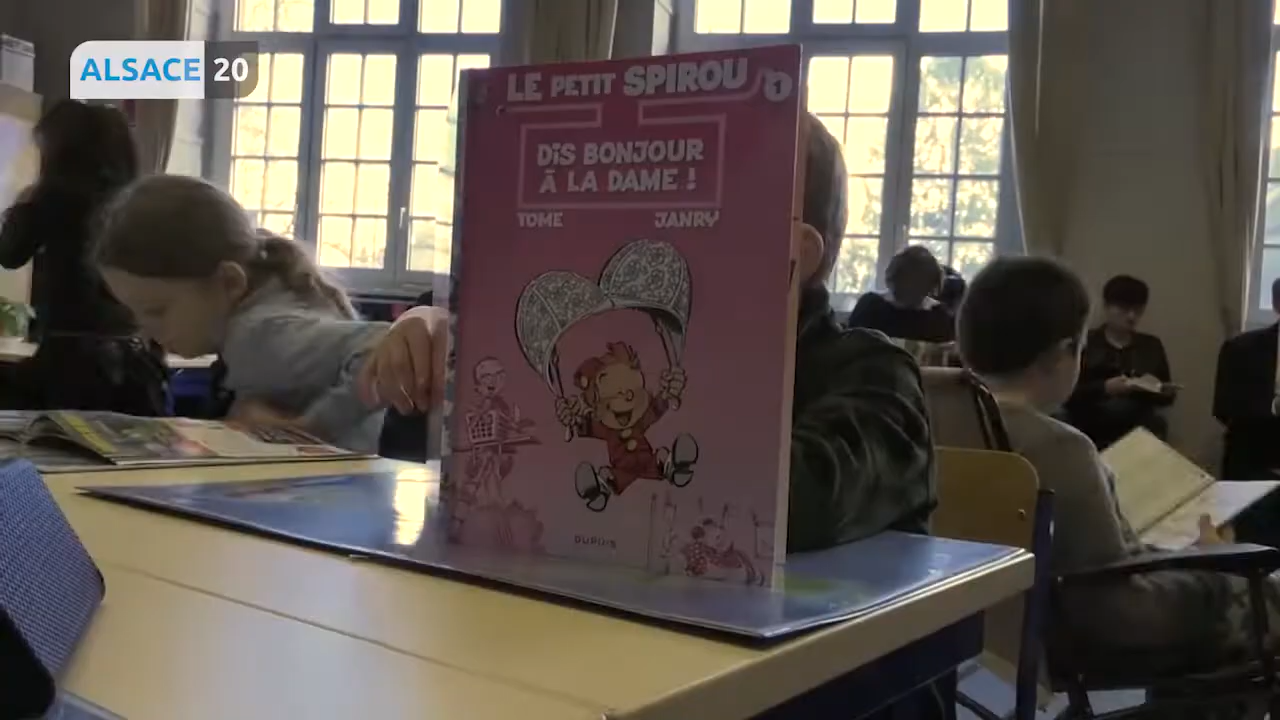 ALSACE 20
LE PETIT SPIROU 1
DIS BONJOUR
À LA DAME !
TOME JANRY
DUPUIS